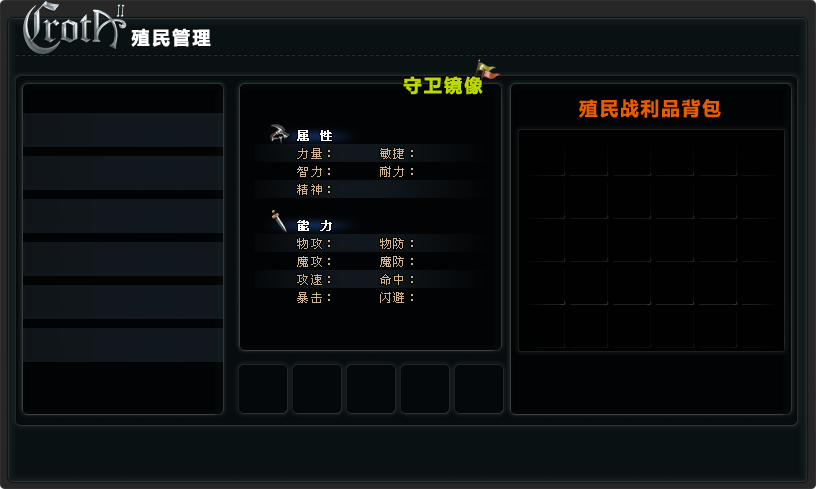 CrotA II
殖民管理
守卫镜像
殖民战利品背包
属 性
力量： 敏捷：
智力： 耐力：
精神：
能 力
物攻： 物防：
魔攻： 魔防：
攻速： 命中：
暴击： 闪避：